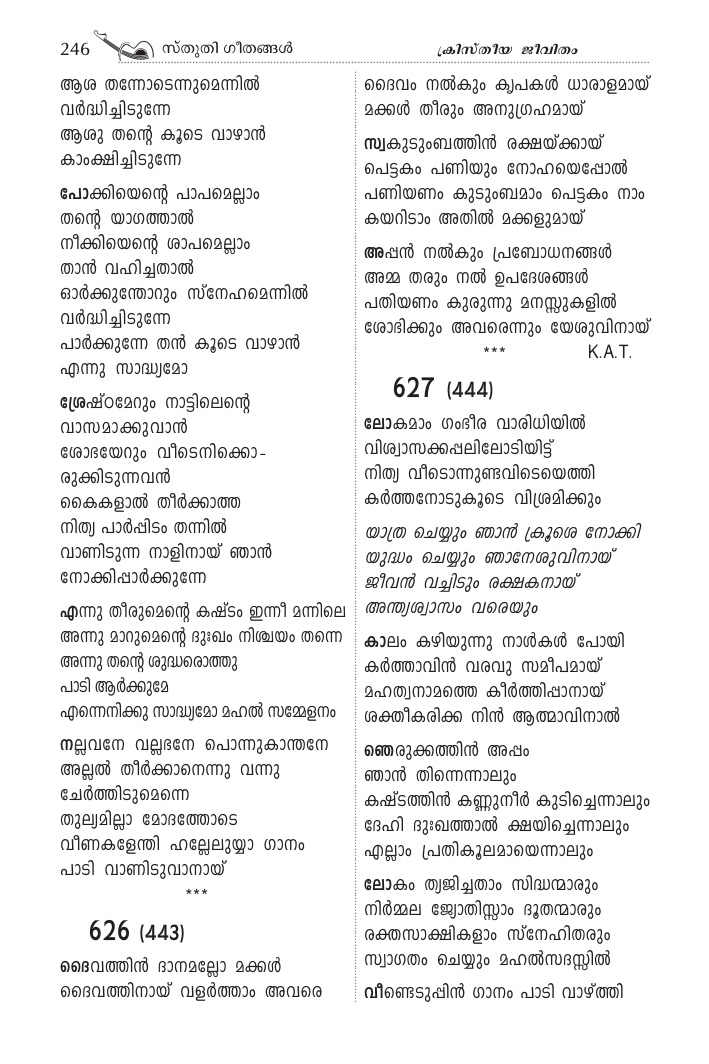 246 സ്തുതി ഗീതങ്ങൾ
ക്രിസ്തീയ ജീവിതം
ആശ തന്നോടെന്നുമെന്നിൽ
വർദ്ധിച്ചിടുന്നേ
ആശു തന്റെ കൂടെ വാഴാൻ
കാംക്ഷിച്ചിടുന്നേ
പോക്കിയെന്റെ പാപമെല്ലാം
തന്റെ യാഗത്താൽ
നീക്കിയെന്റെ ശാപമെല്ലാം
താൻ വഹിച്ചതാൽ
ഓർക്കുന്തോറും സ്നേഹമെന്നിൽ
വർദ്ധിച്ചിടുന്നേ
പാർക്കുന്നേ തൻ കൂടെ വാഴാൻ
എന്നു സാദ്ധ്യമോ
ശ്രേഷ്ഠമേറും നാട്ടിലെന്റെ
വാസമാക്കുവാൻ
ശോഭയേറും വീടെനിക്കൊ-
രുക്കിടുന്നവൻ
കൈകളാൽ തീർക്കാത്ത
നിത്യ പാർപ്പിടം തന്നിൽ
വാണിടുന്ന നാളിനായ് ഞാൻ
നോക്കിപ്പാർക്കുന്നേ
എന്നു തീരുമെന്റെ കഷ്ടം ഇന്നീ മന്നിലെ
അന്നു മാറുമെന്റെ ദുഃഖം നിശ്ചയം തന്നെ
അന്നു തന്റെ ശുദ്ധരൊത്തു
പാടി ആർക്കുമേ
എന്നെനിക്കു സാദ്ധ്യമോ മഹൽ സമ്മേളനം
നല്ലവനേ വല്ലഭനേ പൊന്നുകാന്തനേ
അല്ലൽ തീർക്കാനെന്നു വന്നു
ചേർത്തിടുമെന്നെ
തുല്യമില്ലാ മോദത്തോടെ
വീണകളേന്തി ഹല്ലേലുയ്യാ ഗാനം
പാടി വാണിടുവാനായ്
***
626 (443)
ദൈവത്തിൻ ദാനമല്ലോ മക്കൾ
ദൈവത്തിനായ് വളർത്താം അവരെ
ദൈവം നൽകും കൃപകൾ ധാരാളമായ്
മക്കൾ തീരും അനുഗ്രഹമായ്
സ്വകുടുംബത്തിൻ രക്ഷയ്ക്കായ്
പെട്ടകം പണിയും നോഹയെപ്പോൽ
പണിയണം കുടുംബമാം പെട്ടകം നാം
കയറിടാം അതിൽ മക്കളുമായ്
അപ്പൻ നൽകും പ്രബോധനങ്ങൾ
അമ്മ തരും നൽ ഉപദേശങ്ങൾ
പതിയണം കുരുന്നു മനസ്സുകളിൽ
ശോഭിക്കും അവരെന്നും യേശുവിനായ്
*** K.A.T.
627 (444)
ലോകമാം ഗംഭീര വാരിധിയിൽ
വിശ്വാസക്കപ്പലിലോടിയിട്ട്
നിത്യ വീടൊന്നുണ്ടവിടെയെത്തി
കർത്തനോടുകൂടെ വിശ്രമിക്കും
യാത്ര ചെയ്യും ഞാൻ ക്രൂശെ നോക്കി
യുദ്ധം ചെയ്യും ഞാനേശുവിനായ്
ജീവൻ വച്ചിടും രക്ഷകനായ്
അന്ത്യശ്വാസം വരെയും
കാലം കഴിയുന്നു നാൾകൾ പോയി
കർത്താവിൻ വരവു സമീപമായ്
മഹത്വനാമത്തെ കീർത്തിപ്പാനായ്
ശക്തീകരിക്ക നിൻ ആത്മാവിനാൽ
ഞെരുക്കത്തിൻ അപ്പം
ഞാൻ തിന്നെന്നാലും
കഷ്ടത്തിൻ കണ്ണുനീർ കുടിച്ചെന്നാലും
ദേഹി ദുഃഖത്താൽ ക്ഷയിച്ചെന്നാലും
എല്ലാം പ്രതികൂലമായെന്നാലും
ലോകം ത്യജിച്ചതാം സിദ്ധന്മാരും
നിർമ്മല ജ്യോതിസ്സാം ദൂതന്മാരും
രക്തസാക്ഷികളാം സ്നേഹിതരും
സ്വാഗതം ചെയ്യും മഹൽസദസ്സിൽ
വീണ്ടെടുപ്പിൻ ഗാനം പാടി വാഴ്ത്തി